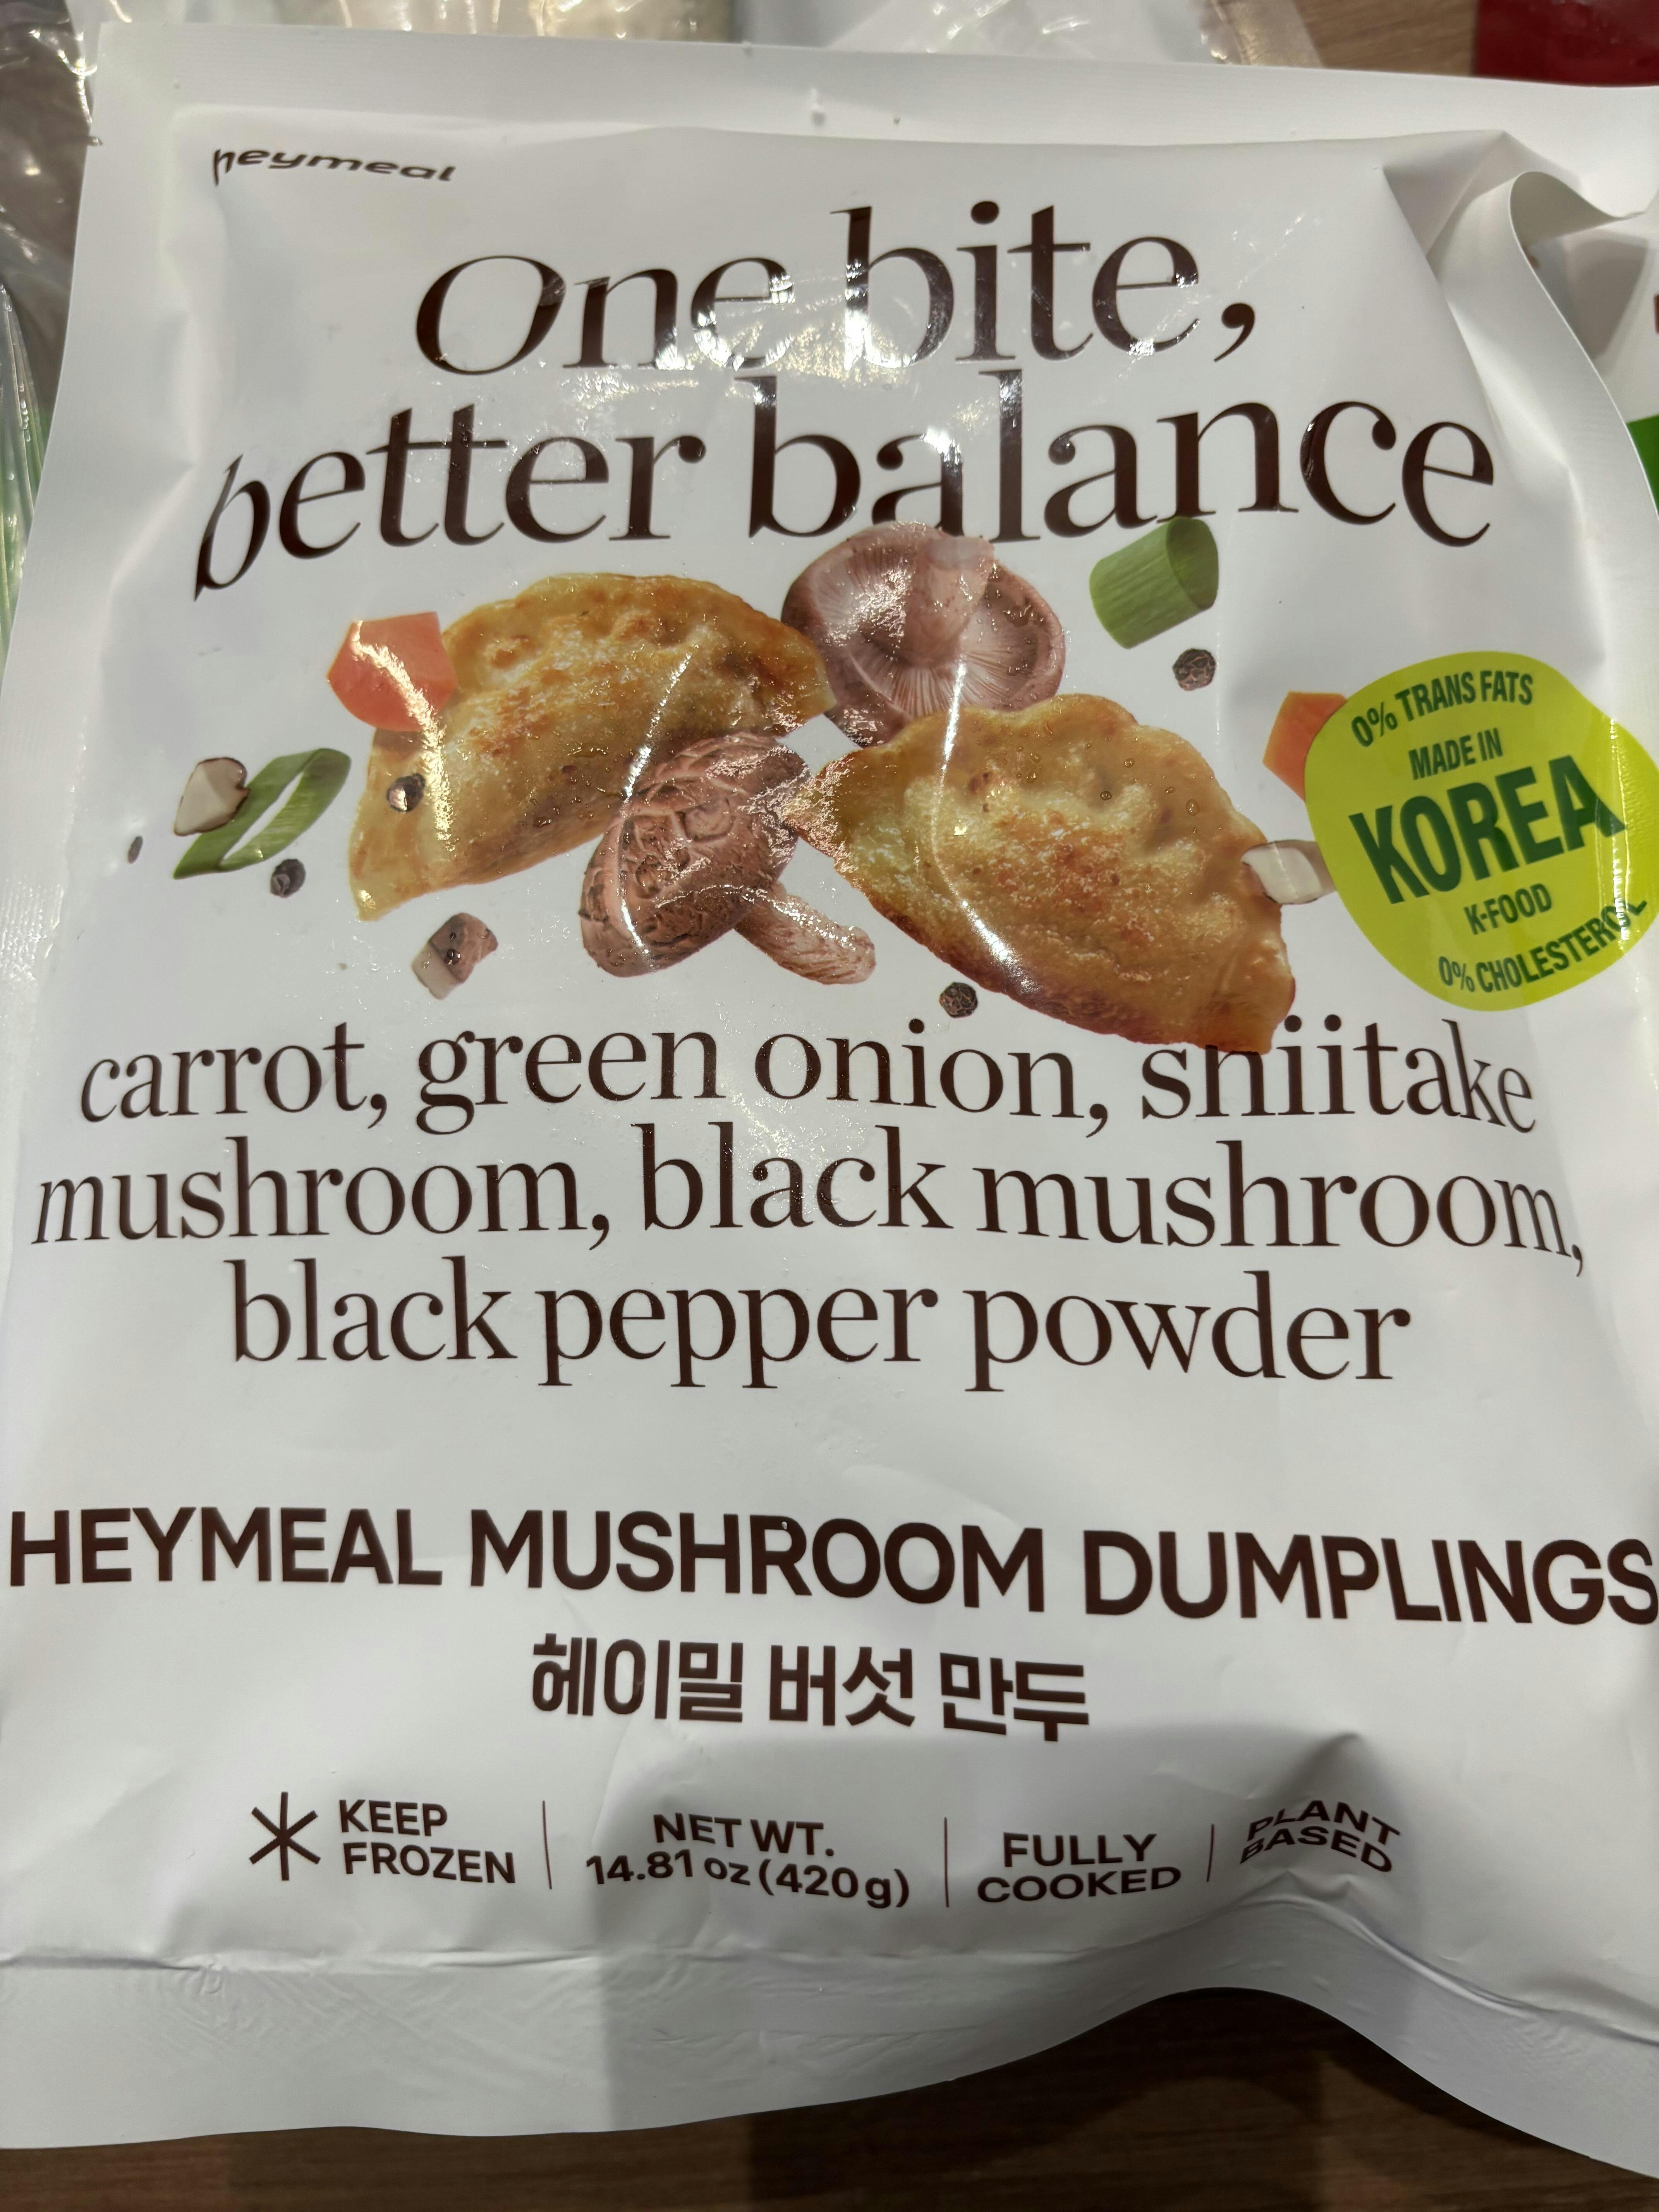 heymeal
One bite,
better balance
0% TRANS FATS
MADE IN
KOREA
K-FOOD
0% CHOLESTEROL
carrot, green onion, shiitake
mushroom, black mushroom,
black pepper powder
HEYMEAL MUSHROOM DUMPLINGS
헤이밀 버섯 만두
KEEP
FROZEN
NET WT.
14.81 oz (420 g)
FULLY
COOKED
PLANT
BASED